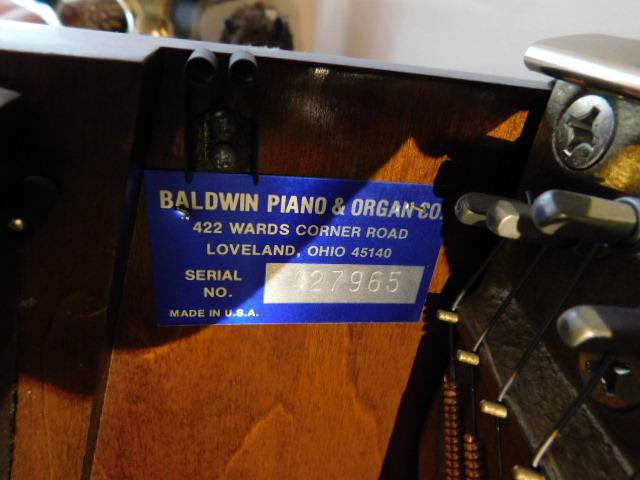 BALDWIN PIANO & ORGAN CO.
422 WARDS CORNER ROAD
LOVELAND, OHIO 45140
SERIAL
NO.
MADE IN U.S.A.